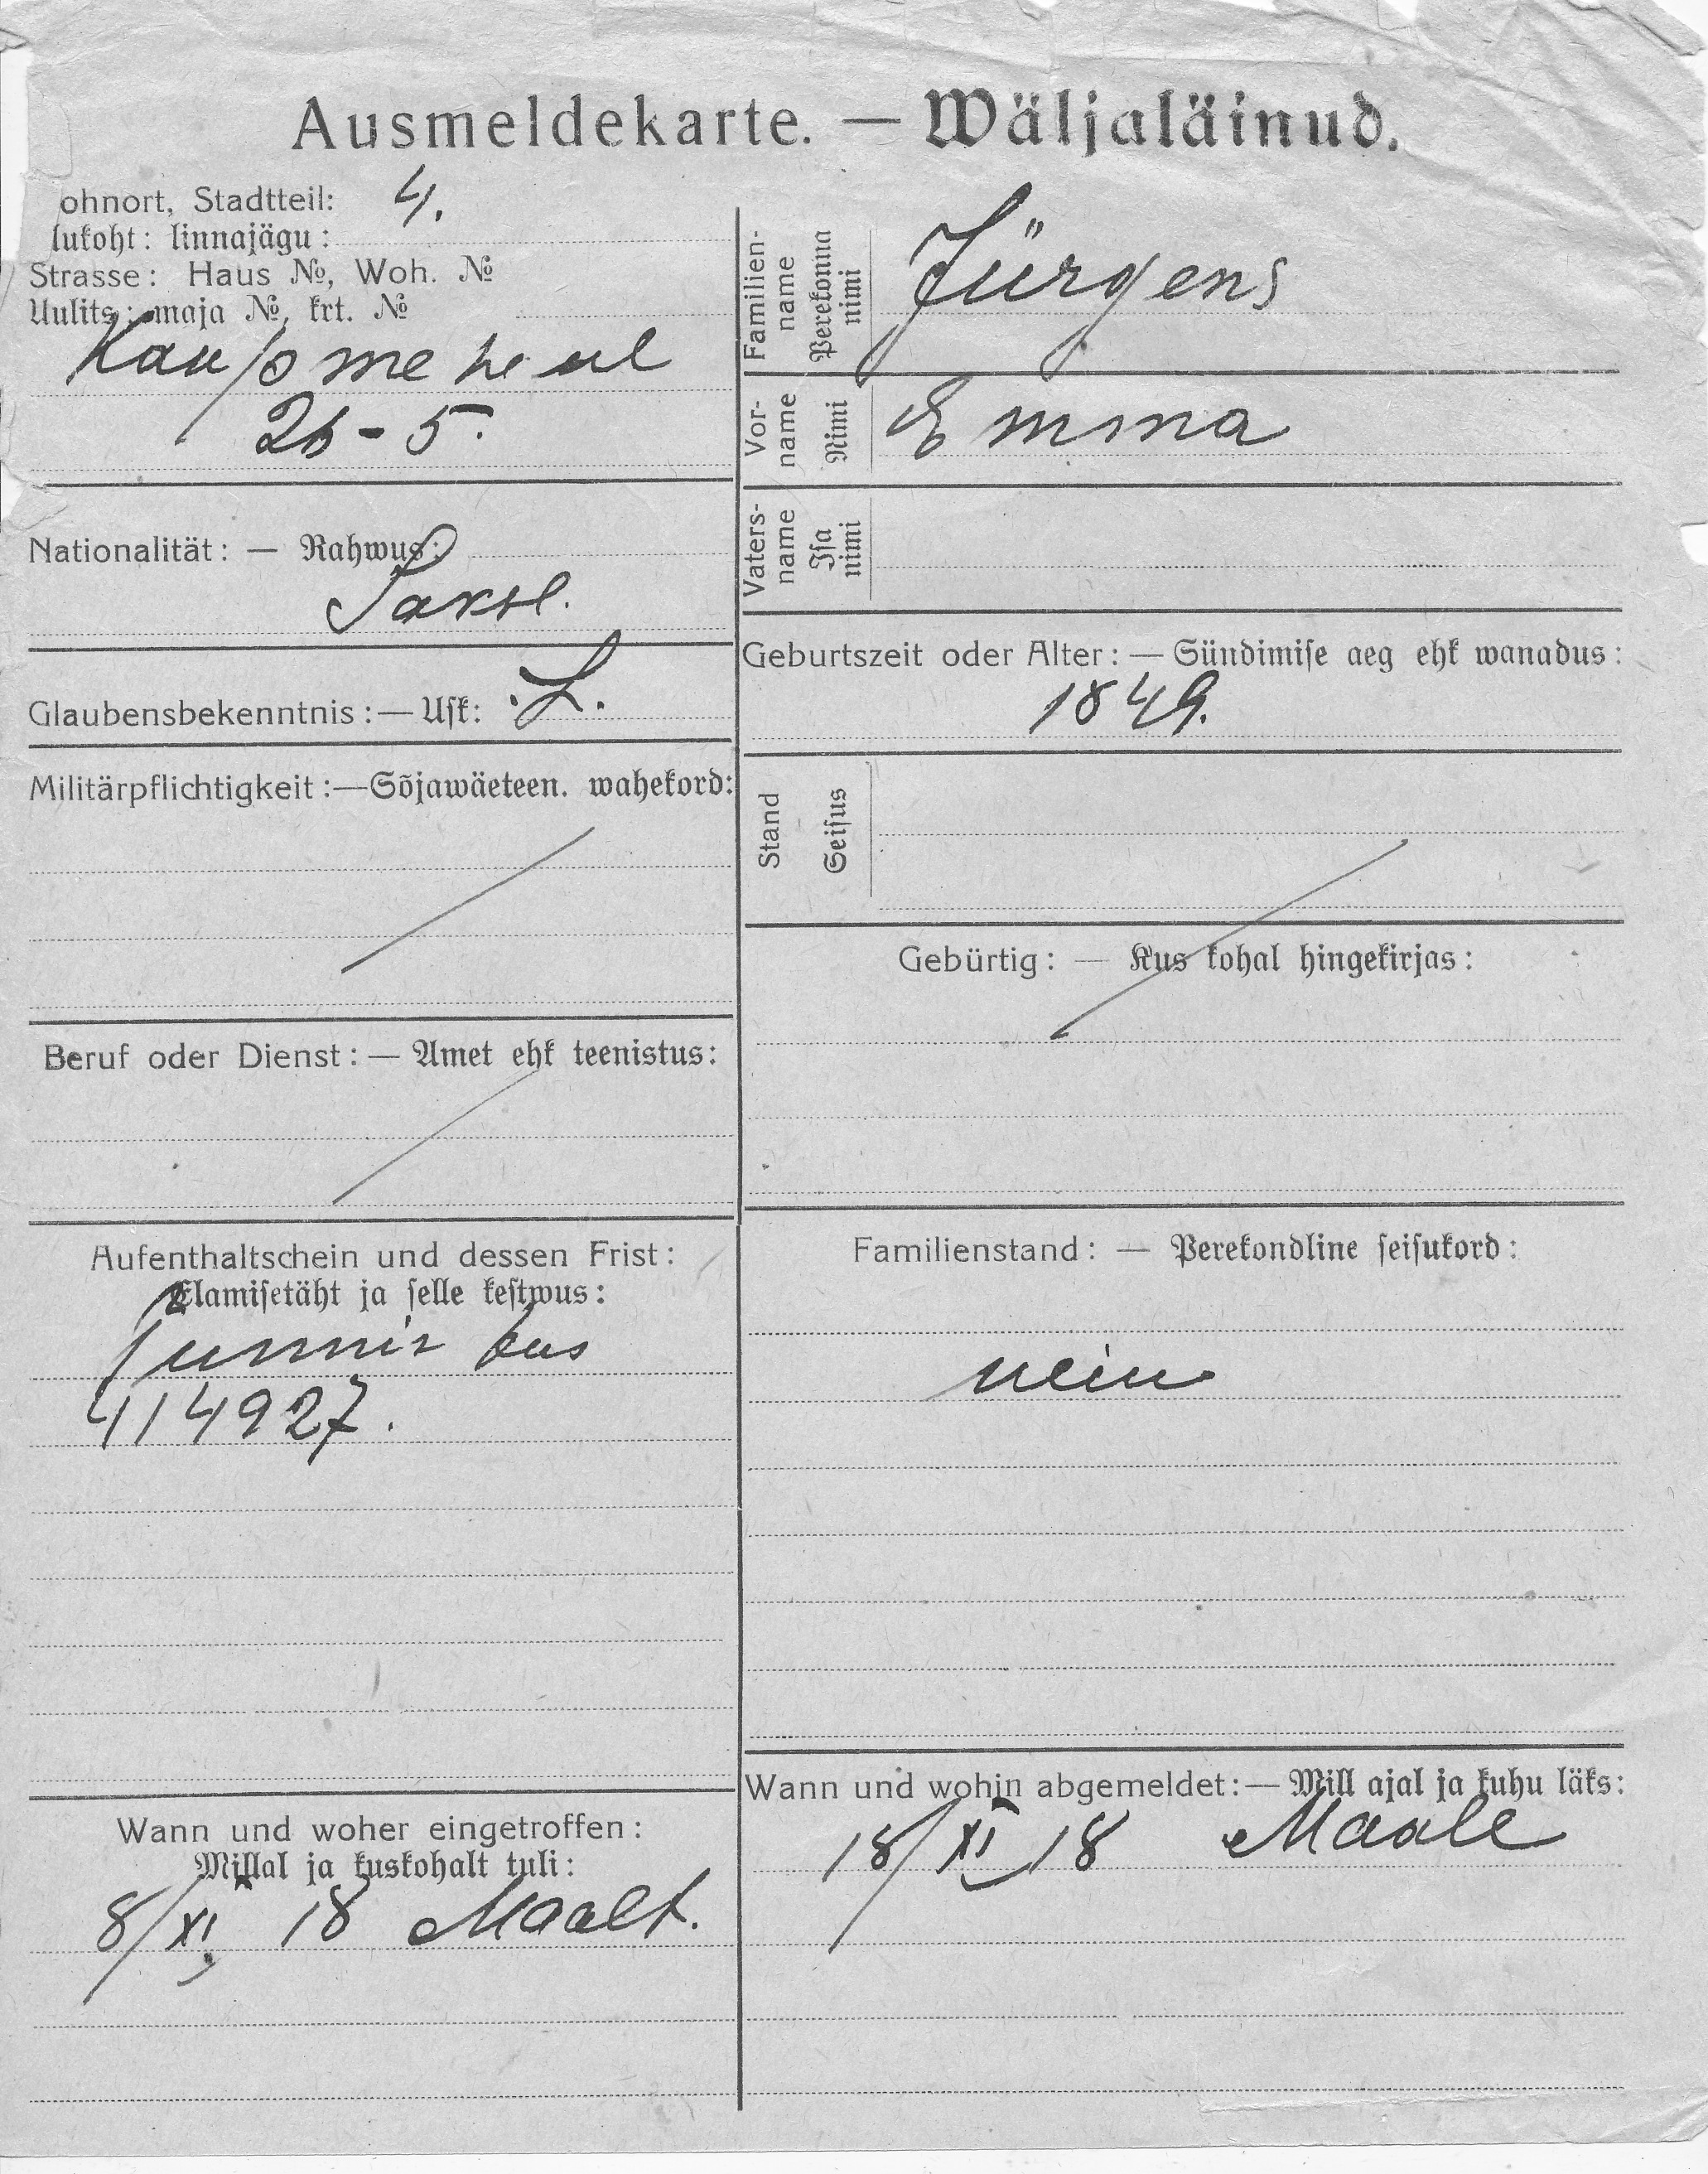 Ausmeldekarte. — Wäljaläinud.
ohnort, Stadtteil: 4.
lukoht: linnajägu:
Strasse: Haus №, Woh. №
Uulits: maja №, krt. №
Kaupmehe ul
26-5.
Nationalität: — Rahwus:
Saksl.
Glaubensbekenntnis: — Usk: L.
Militärpflichtigkeit: — Sõjawäeteen. wahekord:
Beruf oder Dienst: — Amet ehk teenistus:
Aufenthaltschein und dessen Frist:
Elamisetäht ja selle kestwus:
414927.
Wann und woher eingetroffen:
Millal ja kuskohalt tuli:
8/XI 18 Maalt.
Familien-
name
Perekonna
nimi
Jürgens
Vor-
name
Nimi
Emma
Vaters-
name
Isa
nimi
Geburtszeit oder Alter: — Sündimise aeg ehk wanadus:
1849.
Stand
Seisus
Gebürtig: — Kus kohal hingekirjas:
Familienstand: — Perekondline seisukord:
nein
Wann und wohin abgemeldet: — Mill ajal ja kuhu läks:
18/XI 18 Maale